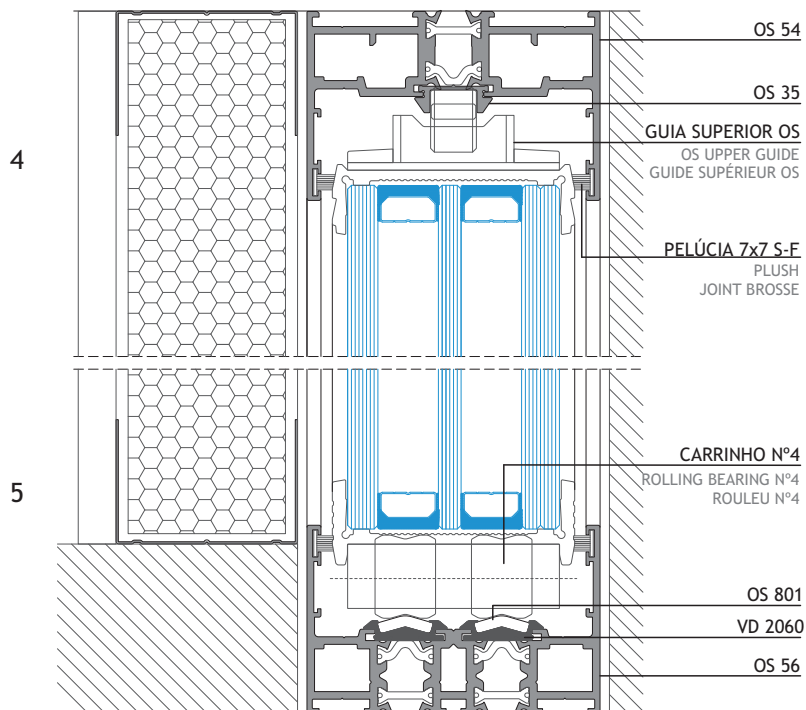 OS 54
OS 35
GUIA SUPERIOR OS
OS UPPER GUIDE
GUIDE SUPÉRIEUR OS
4
PELÚCIA 7x7 S-F
PLUSH
JOINT BROSSE
CARRINHO Nº4
ROLLING BEARING Nº4
ROULEU Nº4
5
OS 801
VD 2060
OS 56